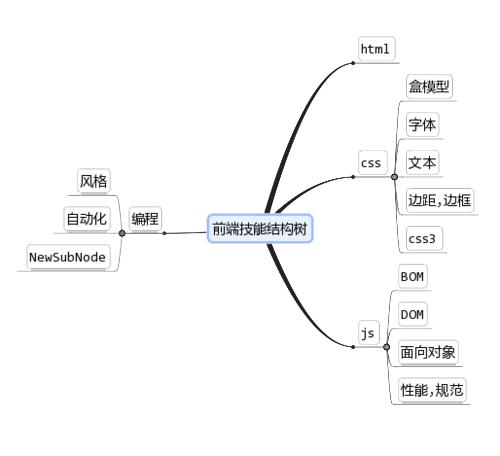 前端技能结构树
html
css
盒模型
字体
文本
边距,边框
css3
js
BOM
DOM
面向对象
性能,规范
编程
风格
自动化
NewSubNode